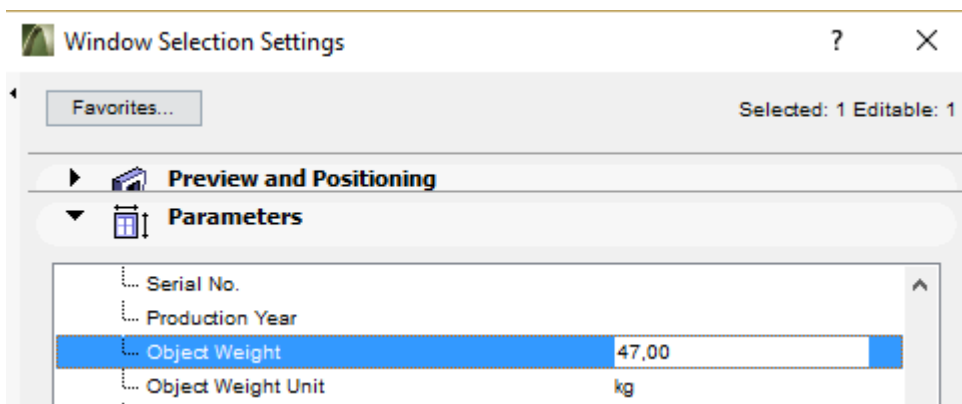 Window Selection Settings ?
Favorites... Selected: 1 Editable: 1
Preview and Positioning
Parameters
Serial No.
Production Year
Object Weight 47,00
Object Weight Unit kg